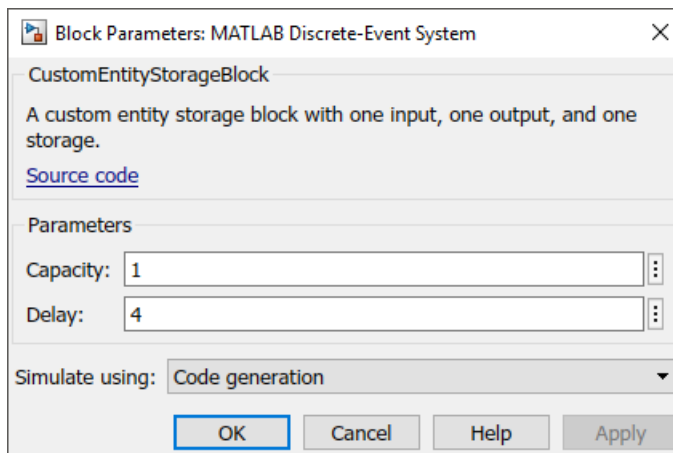 Block Parameters: MATLAB Discrete-Event System
CustomEntityStorageBlock
A custom entity storage block with one input, one output, and one
storage.
Source code
Parameters
Capacity: 1
Delay: 4
Simulate using: Code generation
OK Cancel Help Apply